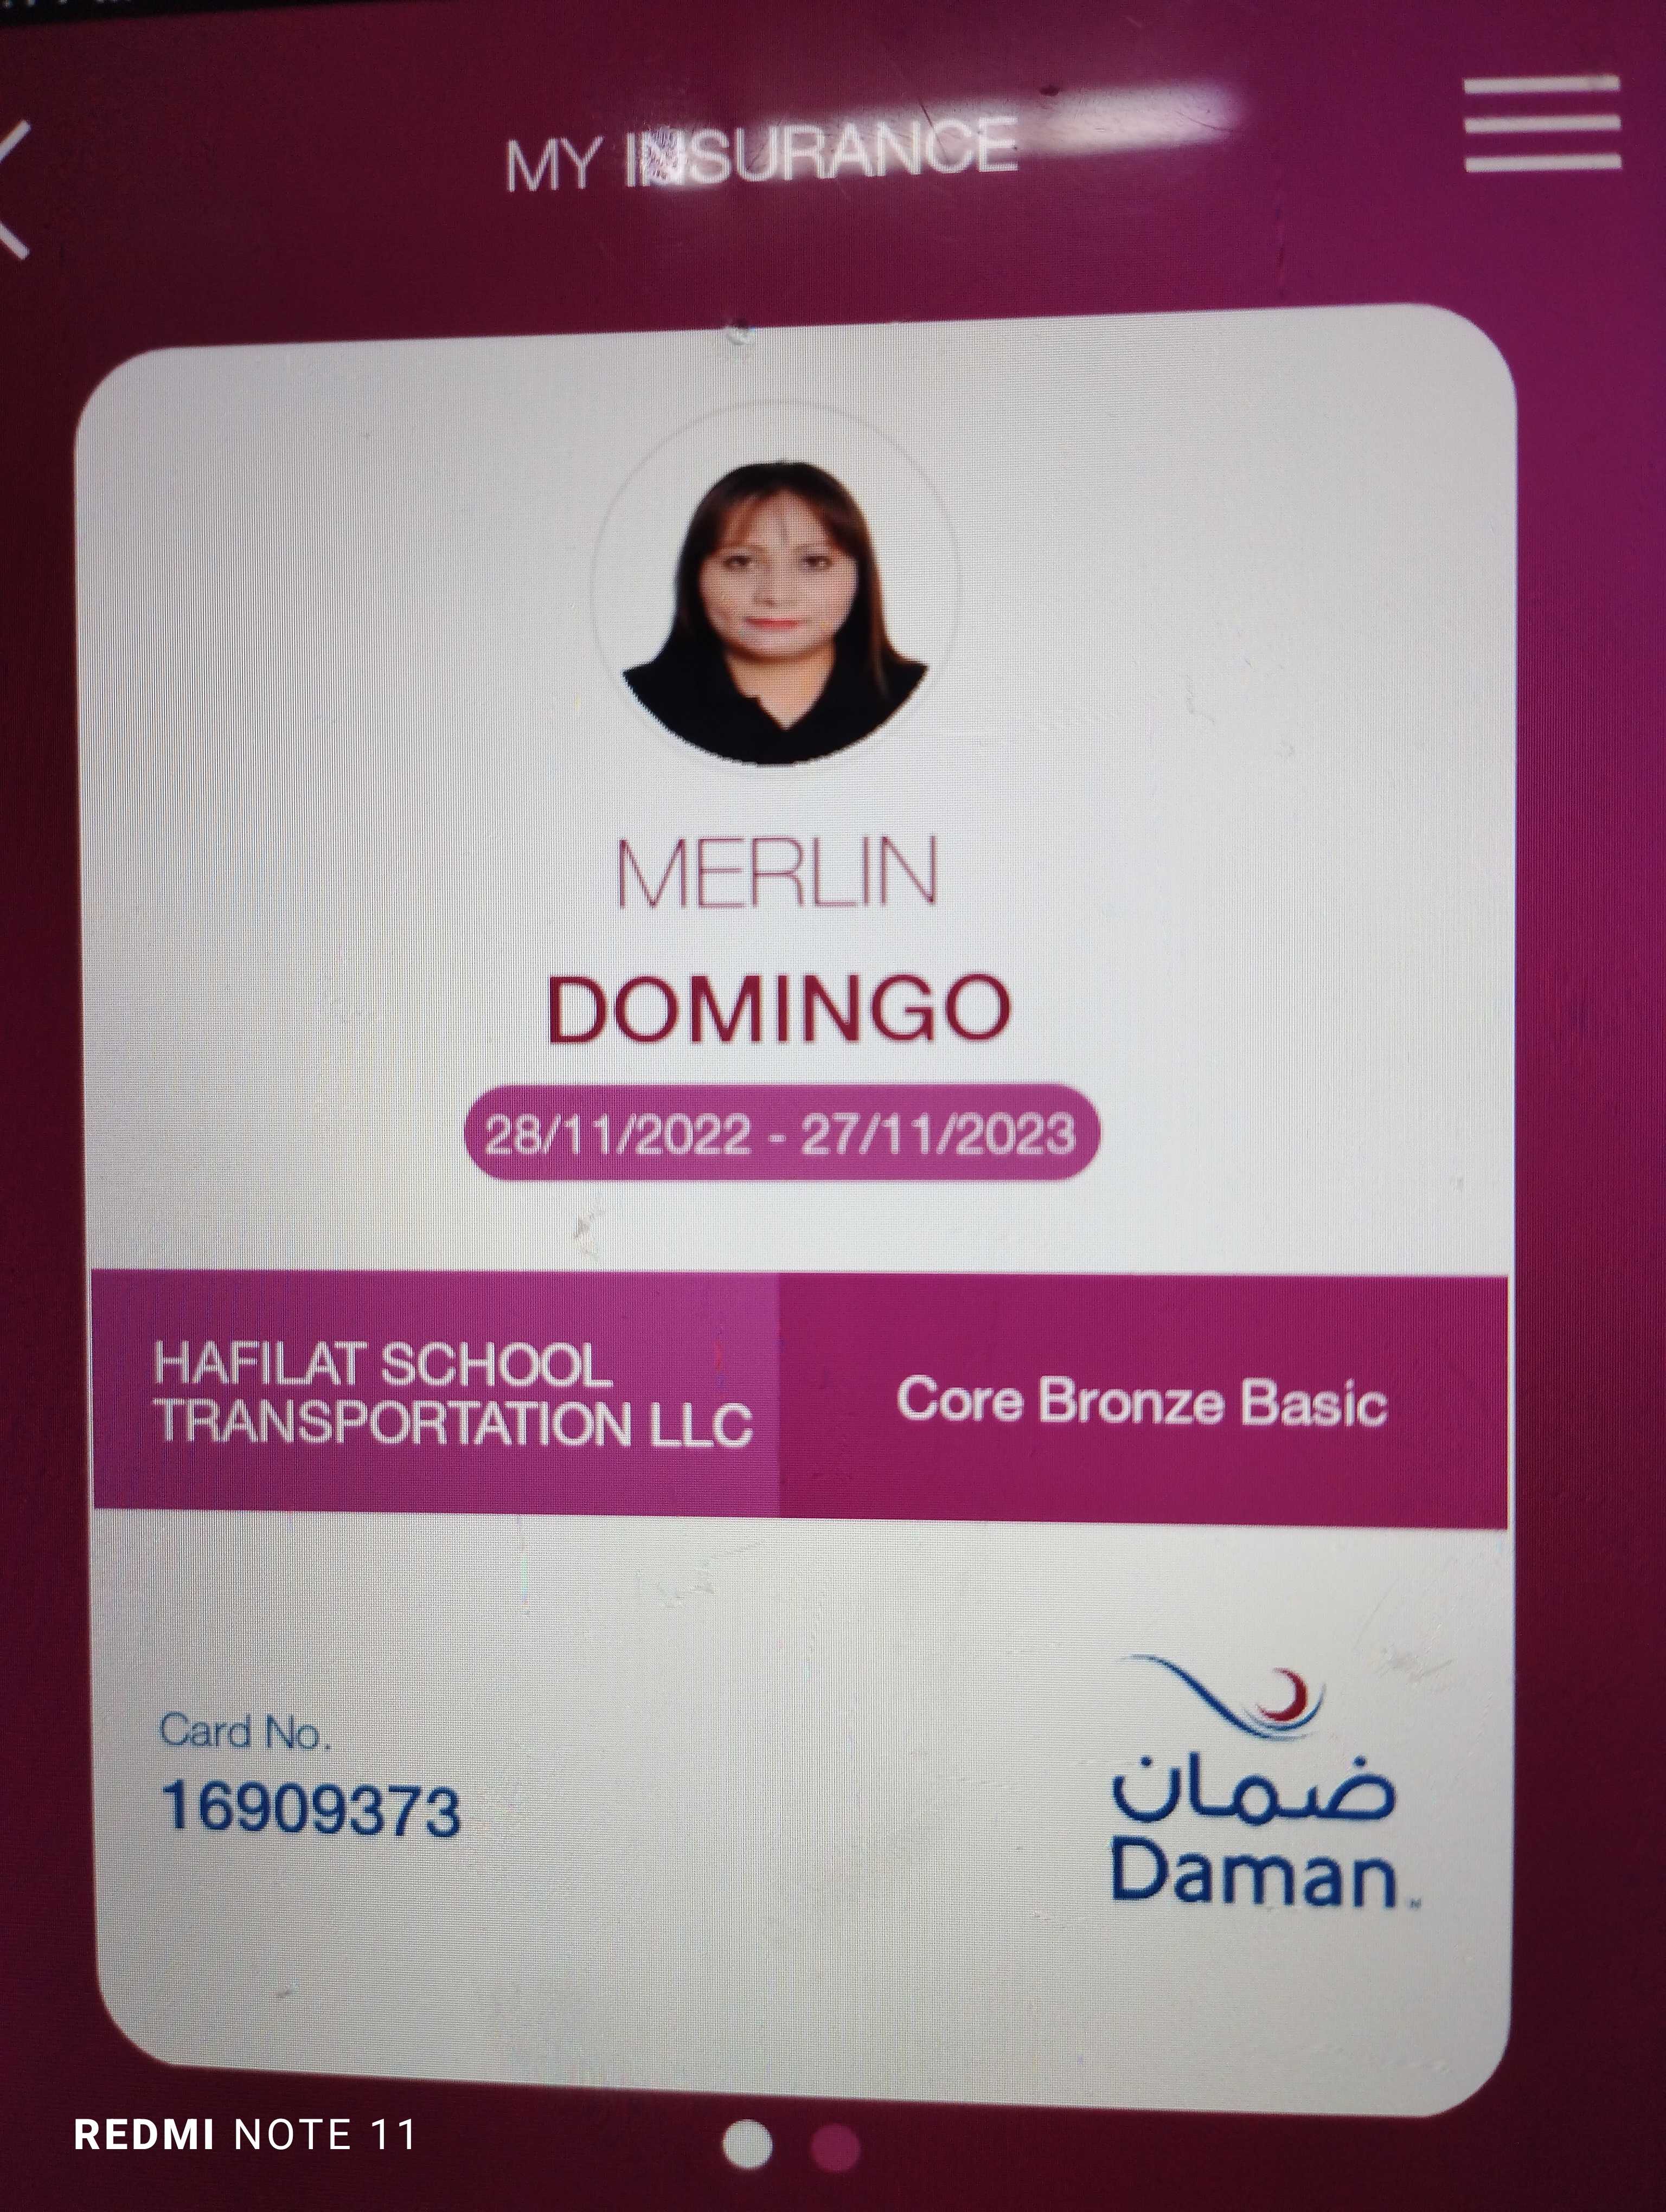 MY INSURANCE
MERLIN
DOMINGO
28/11/2022 - 27/11/2023
HAFILAT SCHOOL
TRANSPORTATION LLC
Core Bronze Basic
Card No.
16909373
ضمان
Daman
REDMI NOTE 11